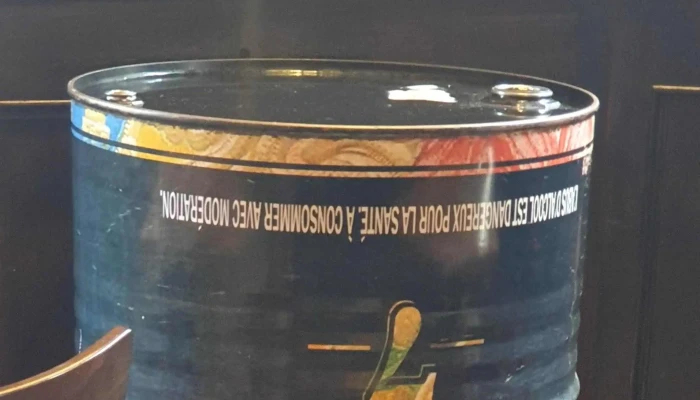 L'ABUS D'ALCOOL EST DANGEREUX POUR LA SANTÉ. À CONSOMMER AVEC MODÉRATION.